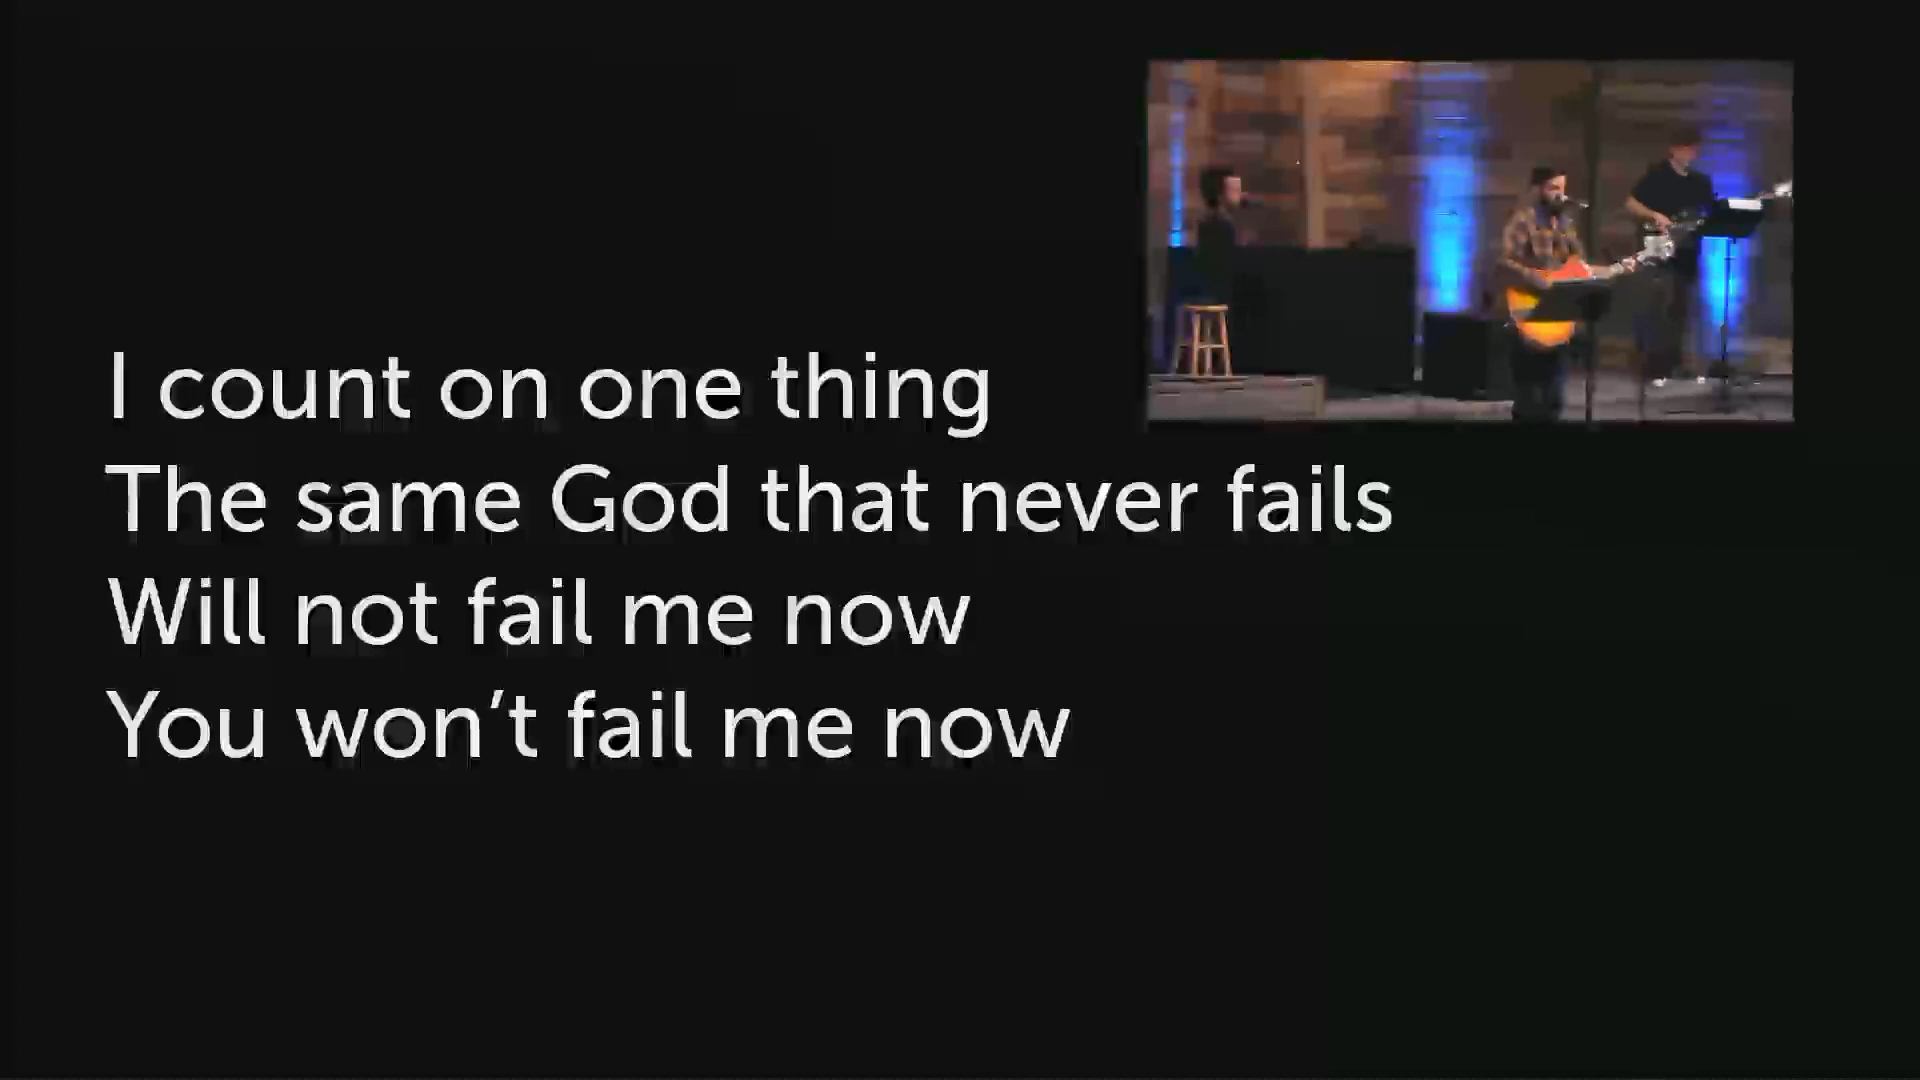 I count on one thing
The same God that never fails
Will not fail me now
You won’t fail me now